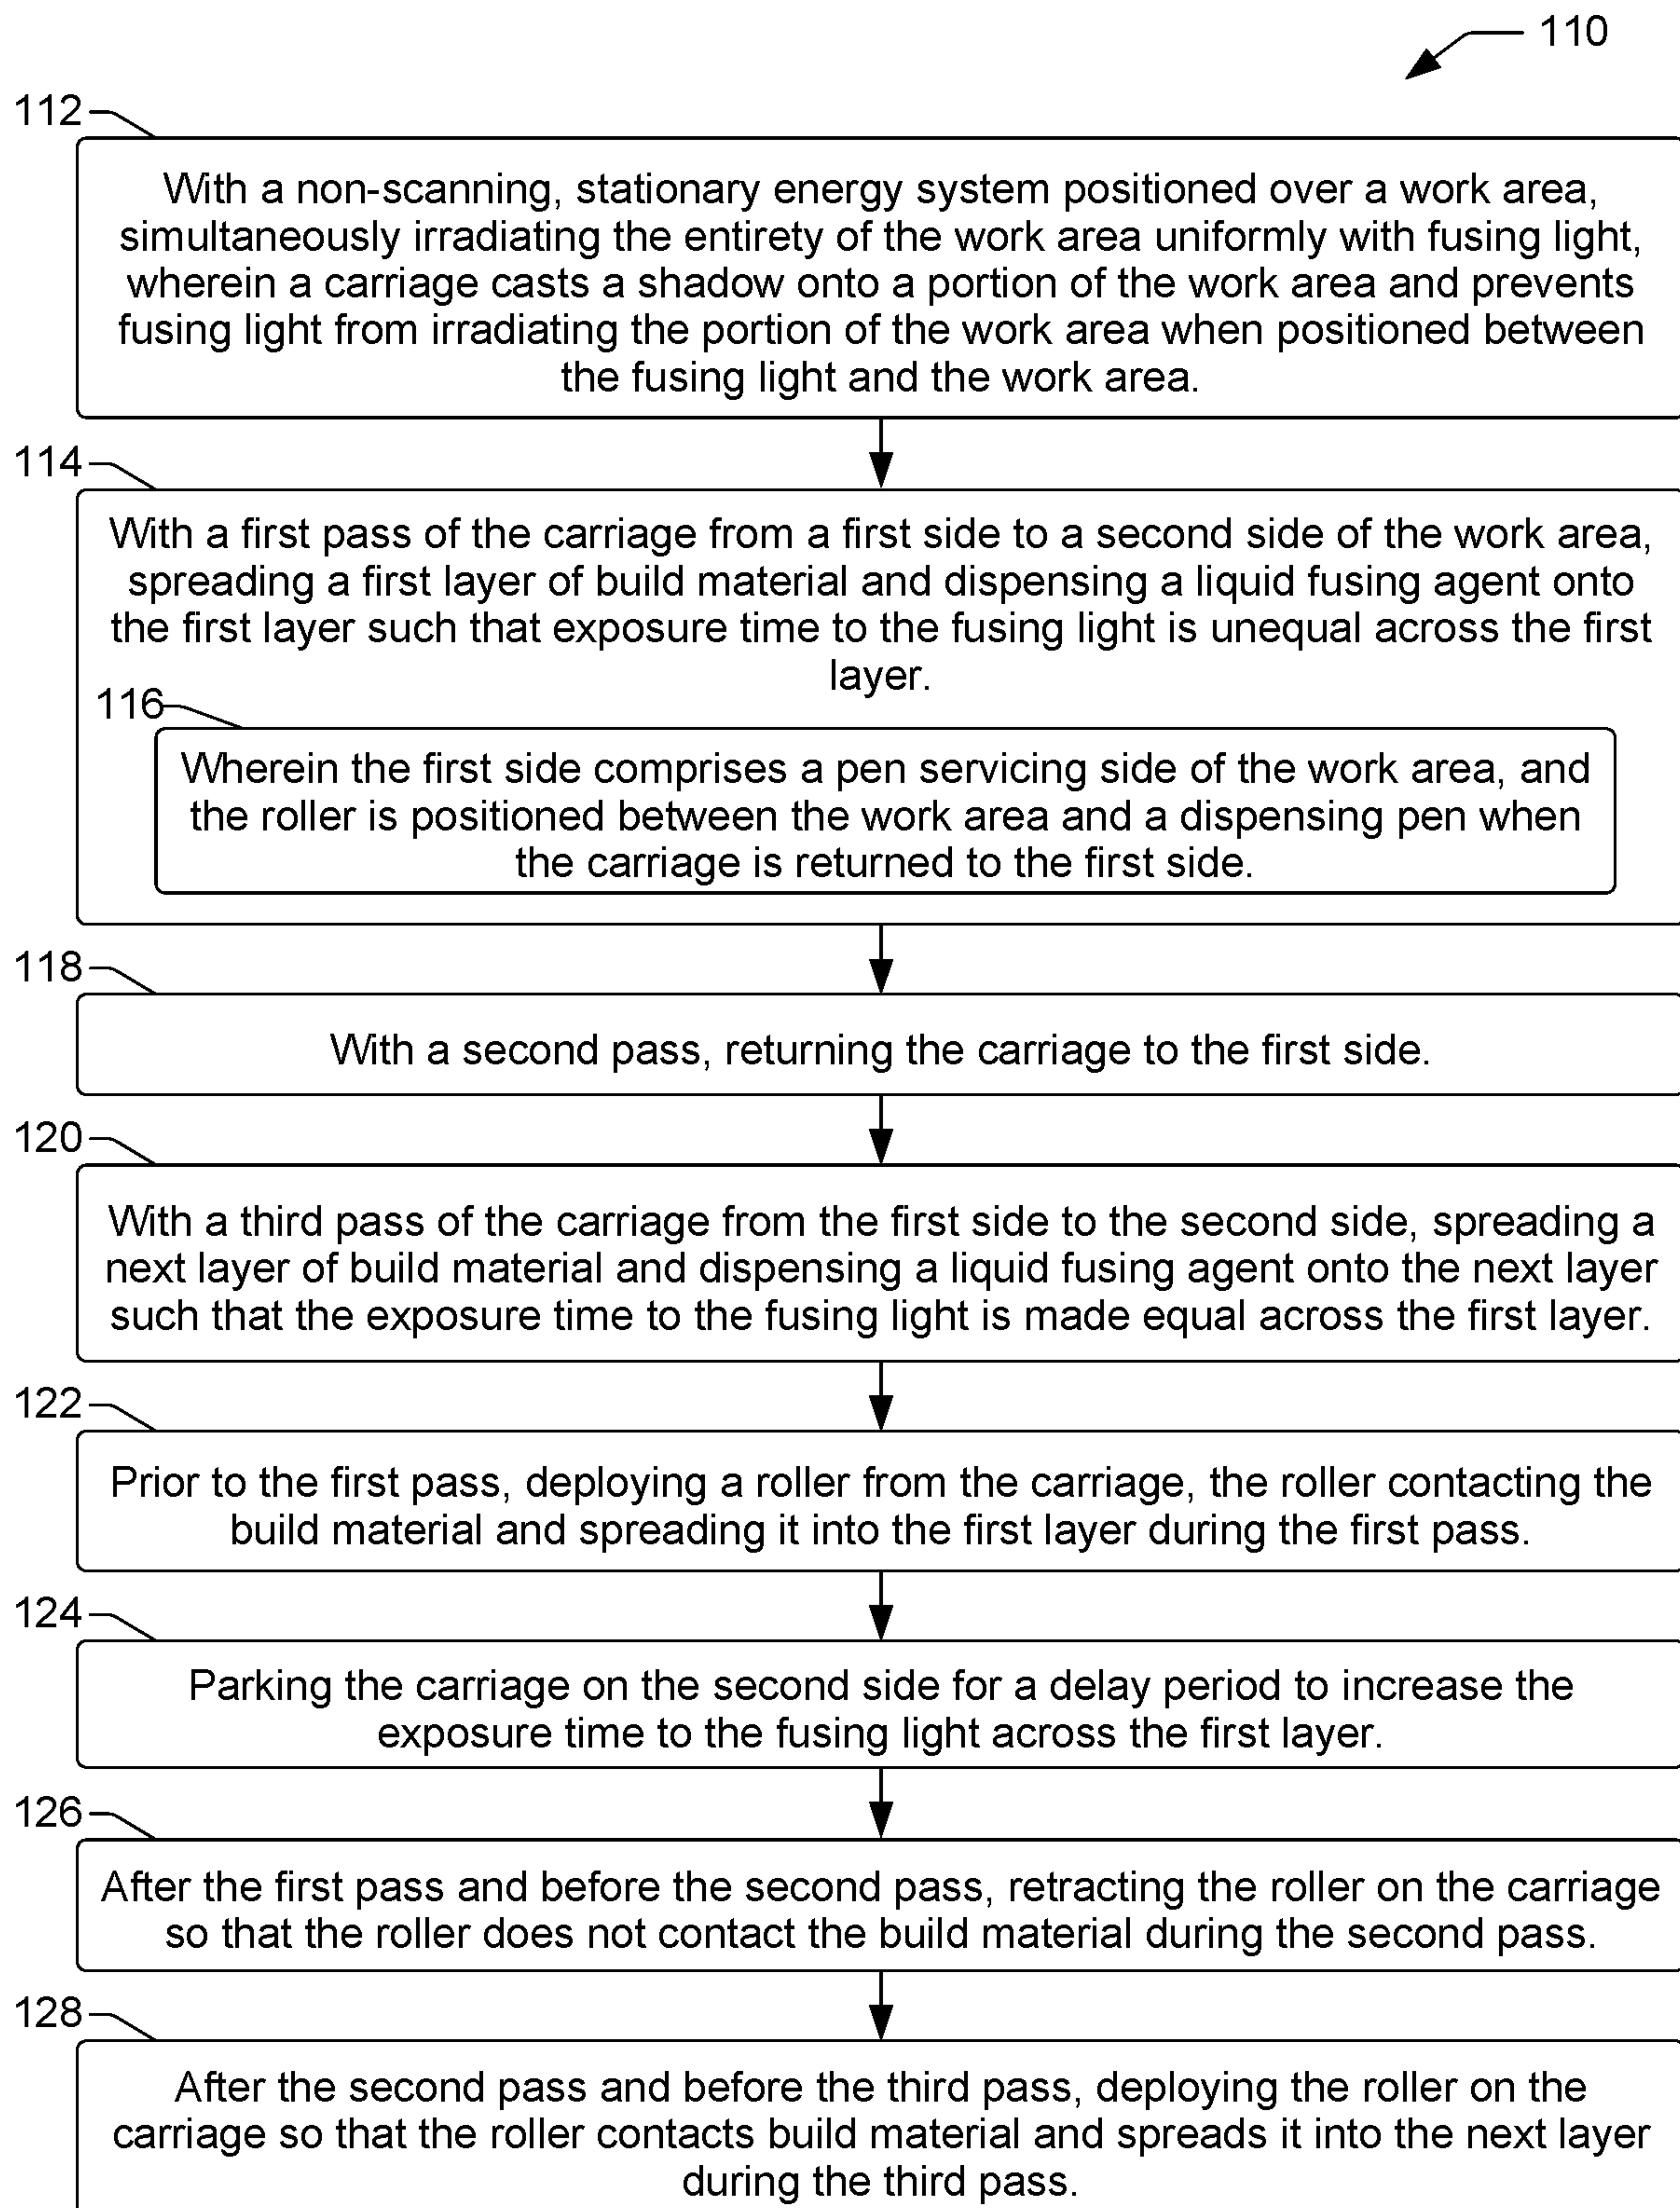 110
112
With a non-scanning, stationary energy system positioned over a work area,
simultaneously irradiating the entirety of the work area uniformly with fusing light,
wherein a carriage casts a shadow onto a portion of the work area and prevents
fusing light from irradiating the portion of the work area when positioned between
the fusing light and the work area.
114
With a first pass of the carriage from a first side to a second side of the work area,
spreading a first layer of build material and dispensing a liquid fusing agent onto
the first layer such that exposure time to the fusing light is unequal across the first
layer.
116
Wherein the first side comprises a pen servicing side of the work area, and
the roller is positioned between the work area and a dispensing pen when
the carriage is returned to the first side.
118
With a second pass, returning the carriage to the first side.
120
With a third pass of the carriage from the first side to the second side, spreading a
next layer of build material and dispensing a liquid fusing agent onto the next layer
such that the exposure time to the fusing light is made equal across the first layer.
122
Prior to the first pass, deploying a roller from the carriage, the roller contacting the
build material and spreading it into the first layer during the first pass.
124
Parking the carriage on the second side for a delay period to increase the
exposure time to the fusing light across the first layer.
126
After the first pass and before the second pass, retracting the roller on the carriage
so that the roller does not contact the build material during the second pass.
128
After the second pass and before the third pass, deploying the roller on the
carriage so that the roller contacts build material and spreads it into the next layer
during the third pass.